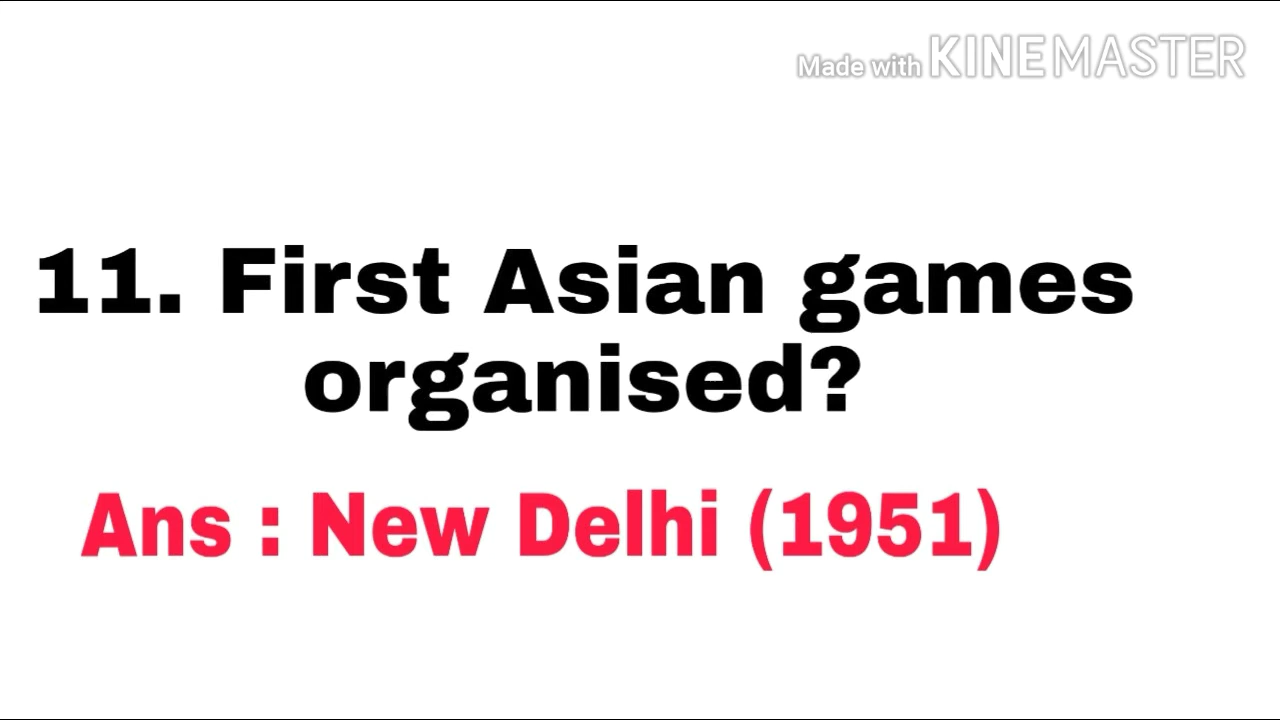 Made with KINEMASTER
11. First Asian games
organised?
Ans : New Delhi (1951)